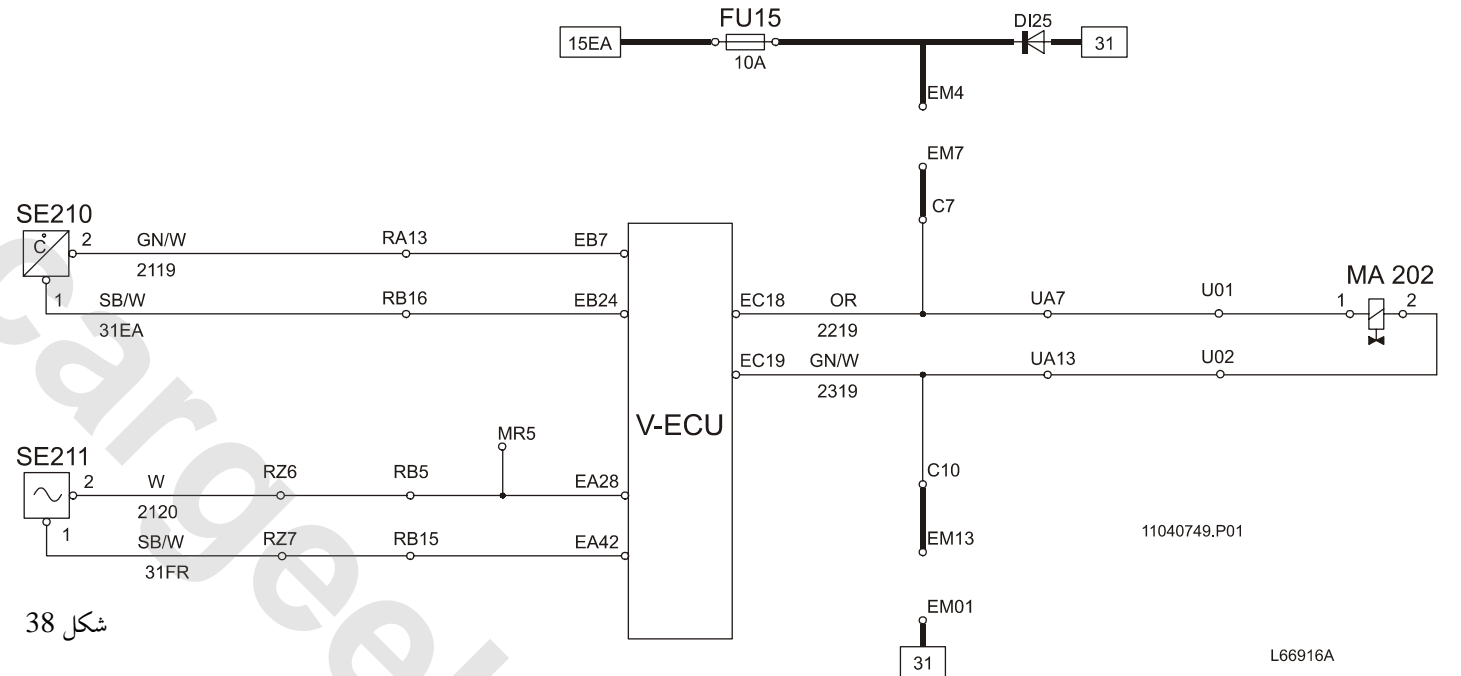 FU15
DI25
15EA
31
10A
EM4
EM7
C7
SE210
C°
2
GN/W
RA13
EB7
2119
1
SB/W
RB16
EB24
31EA
EC18
OR
UA7
U01
MA 202
1
2
2219
EC19
GN/W
UA13
U02
2319
V-ECU
MR5
SE211
2
W
RZ6
RB5
EA28
2120
1
SB/W
RZ7
RB15
EA42
31FR
C10
EM13
11040749.P01
EM01
31
L66916A
شكل 38
cargeek